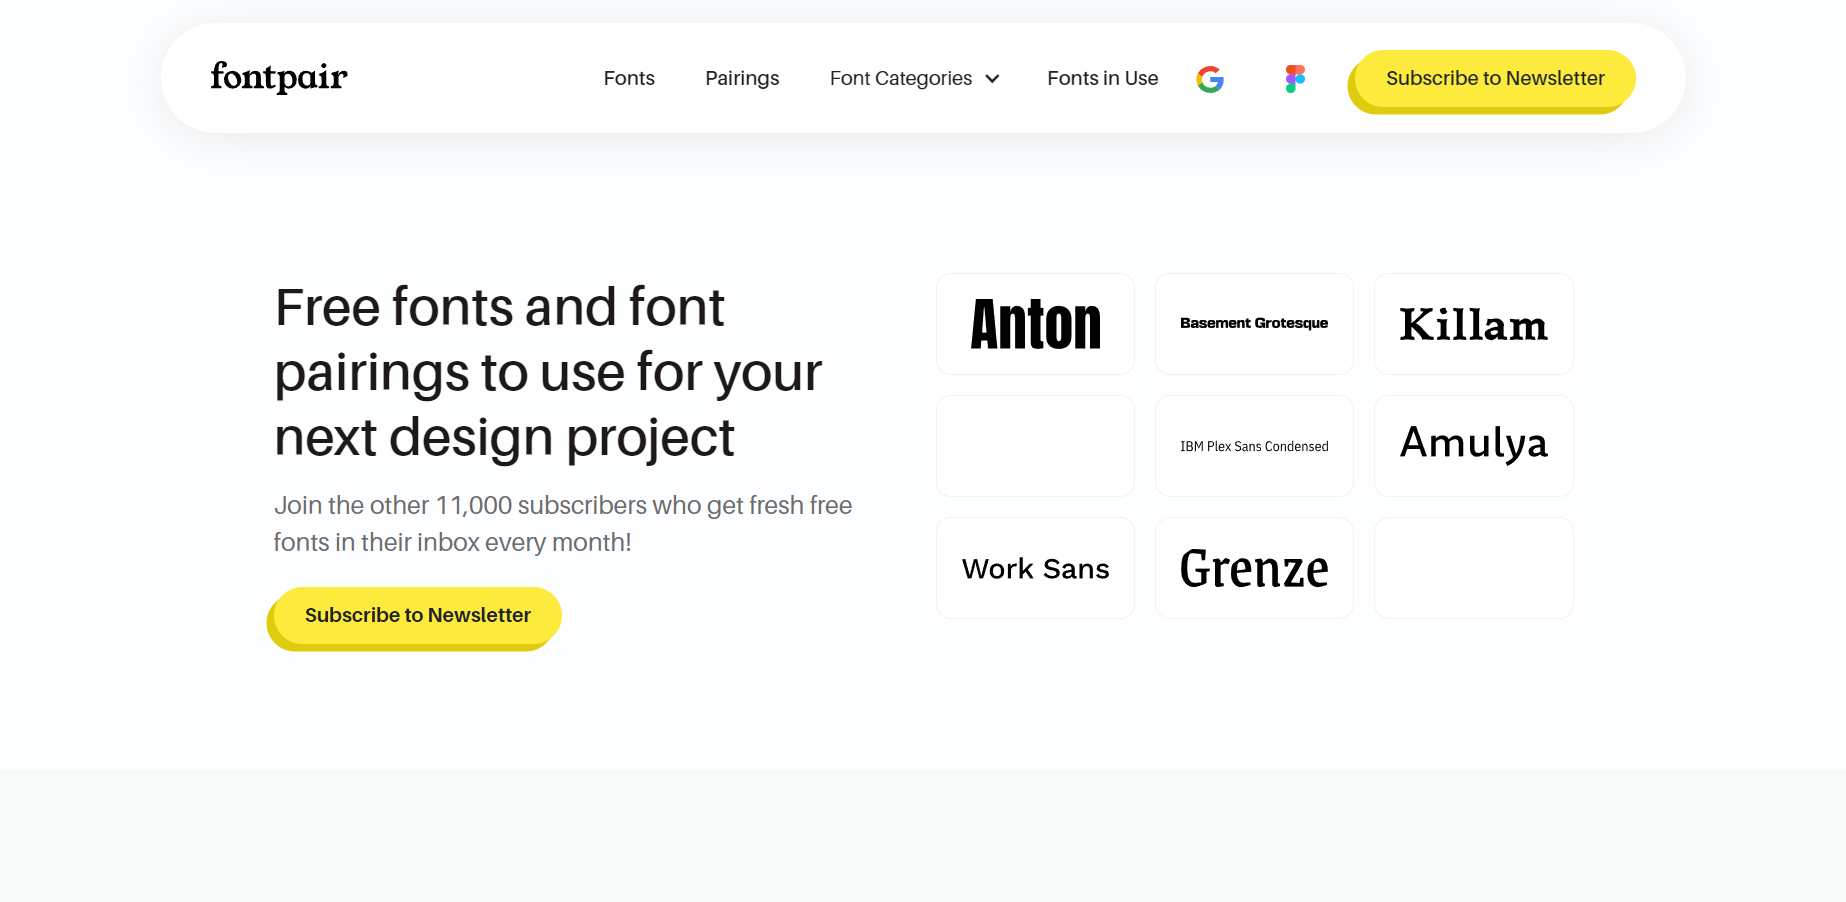 fontpair
Fonts
Pairings
Font Categories
Fonts in Use
Subscribe to Newsletter
Free fonts and font
pairings to use for your
next design project
Join the other 11,000 subscribers who get fresh free
fonts in their inbox every month!
Subscribe to Newsletter
Anton
Basement Grotesque
Killam
IBM Plex Sans Condensed
Amulya
Work Sans
Grenze